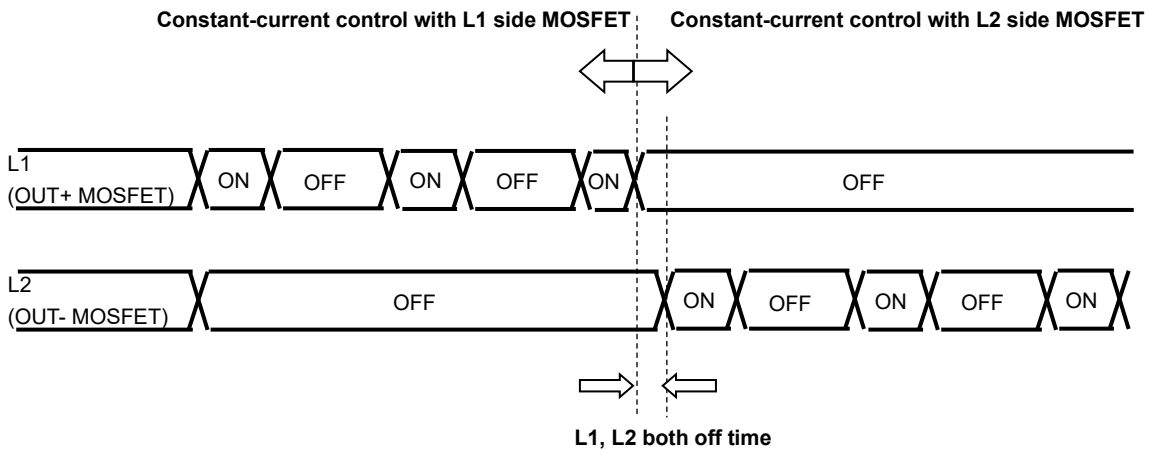 Constant-current control with L1 side MOSFET
Constant-current control with L2 side MOSFET
L1
(OUT+ MOSFET)
ON
OFF
ON
OFF
ON
OFF
L2
(OUT- MOSFET)
OFF
ON
OFF
ON
OFF
ON
L1, L2 both off time